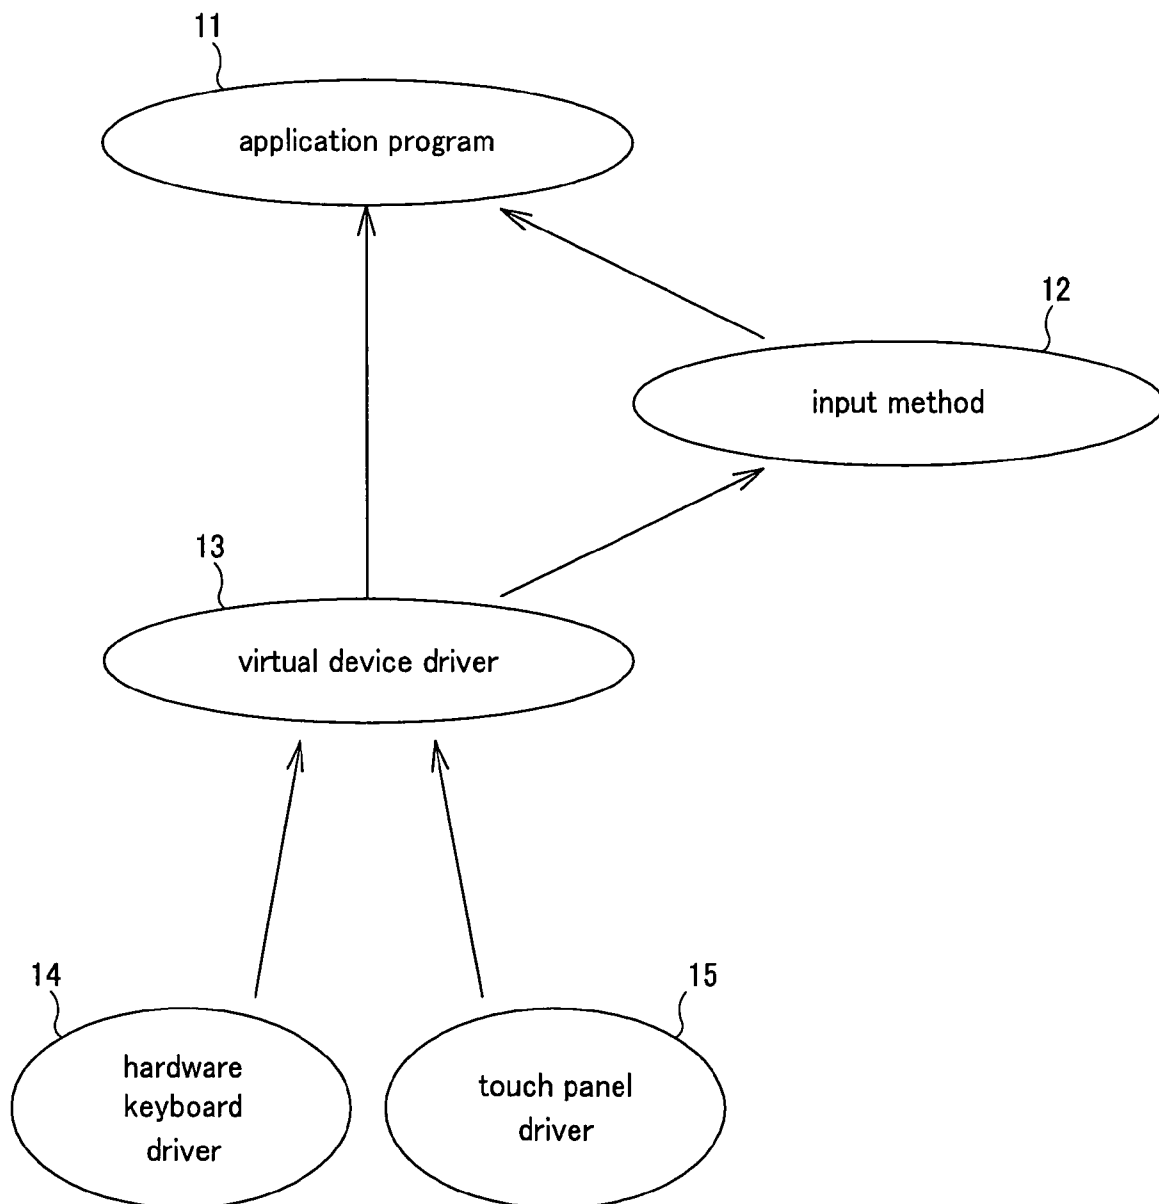 11
application program
12
input method
13
virtual device driver
14
hardware
keyboard
driver
15
touch panel
driver